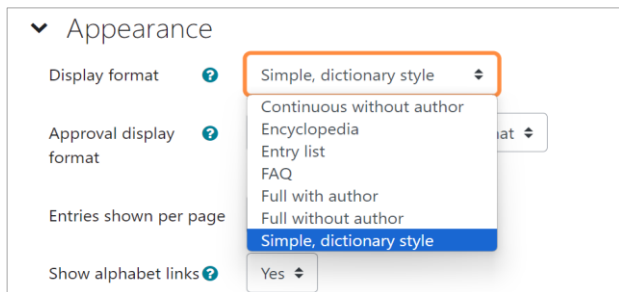 Appearance
Display format
Simple, dictionary style
Continuous without author
Encyclopedia
Entry list
FAQ
Full with author
Full without author
Simple, dictionary style
Approval display
format
Entries shown per page
Show alphabet links
Yes